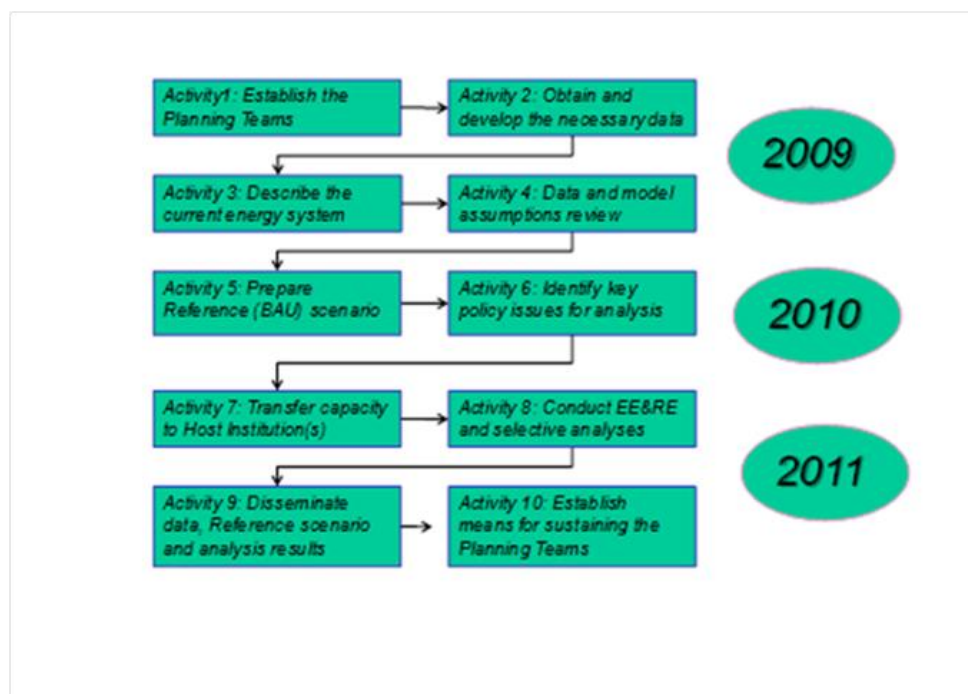 Activity1: Establish the
Planning Teams
Activity 2: Obtain and
develop the necessary data
2009
Activity 3: Describe the
current energy system
Activity 4: Data and model
assumptions review
Activity 5: Prepare
Reference (BAU) scenario
Activity 6: Identify key
policy issues for analysis
2010
Activity 7: Transfer capacity
to Host Institution(s)
Activity 8: Conduct EE&RE
and selective analyses
2011
Activity 9: Disseminate
data, Reference scenario
and analysis results
Activity 10: Establish
means for sustaining the
Planning Teams